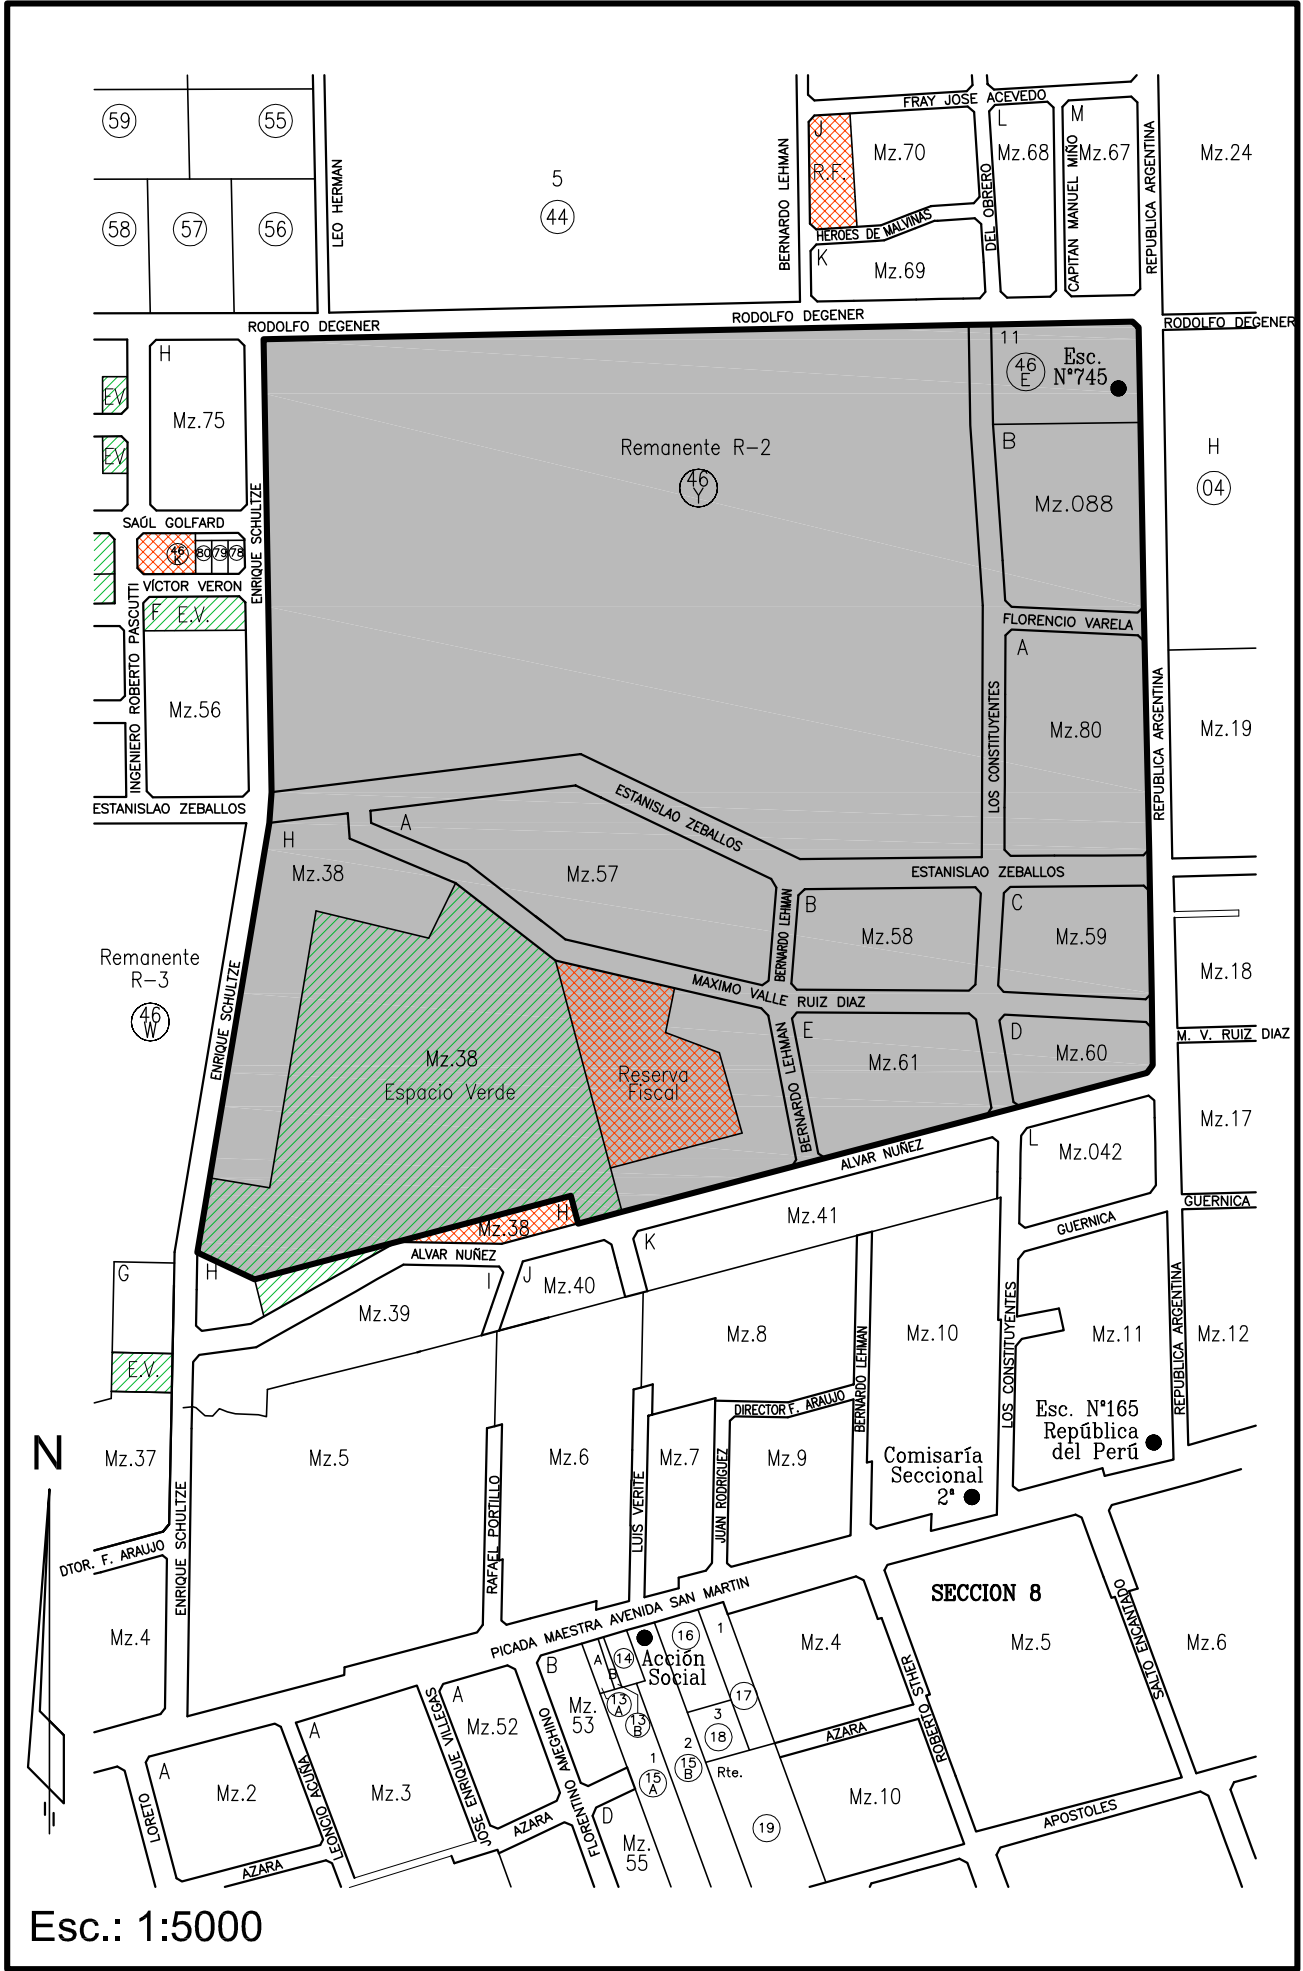 FRAY JOSE ACEVEDO
59
55
J
L
M
Mz.70
Mz.68
Mz.67
Mz.24
R.F.
LEO HERMAN
BERNARDO LEHMAN
DEL OBRERO
CAPITAN MANUEL MIÑO
REPUBLICA ARGENTINA
5
44
58
57
56
HEROES DE MALVINAS
K
Mz.69
RODOLFO DEGENER
RODOLFO DEGENER
RODOLFO DEGENER
H
11
46
E
Esc.
N°745
EV
Mz.75
EV
Remanente R-2
46
Y
B
H
04
Mz.088
ENRIQUE SCHULTZE
SAÚL GOLFARD
46
K
80
79
78
VÍCTOR VERON
F
E.V.
FLORENCIO VARELA
A
INGENIERO ROBERTO PASCUTTI
Mz.56
LOS CONSTITUYENTES
Mz.80
REPUBLICA ARGENTINA
Mz.19
ESTANISLAO ZEBALLOS
ESTANISLAO ZEBALLOS
ESTANISLAO ZEBALLOS
H
A
Mz.38
Mz.57
BERNARDO LEHMAN
B
C
Mz.58
Mz.59
Remanente
R-3
46
W
ENRIQUE SCHULTZE
Mz.18
MAXIMO VALLE RUIZ DIAZ
M. V. RUIZ DIAZ
E
D
Mz.38
Espacio Verde
Reserva
Fiscal
BERNARDO LEHMAN
Mz.61
Mz.60
Mz.17
ALVAR NUÑEZ
L
Mz.042
GUERNICA
GUERNICA
H
Mz.38
Mz.41
K
ALVAR NUÑEZ
G
H
I
J
Mz.40
Mz.39
E.V.
Mz.8
BERNARDO LEHMAN
Mz.10
LOS CONSTITUYENTES
Mz.11
REPUBLICA ARGENTINA
Mz.12
DIRECTOR F. ARAUJO
Esc. N°165
República
del Perú
N
Mz.37
Mz.5
Mz.6
Mz.7
Mz.9
Comisaría
Seccional
2ª
ENRIQUE SCHULTZE
RAFAEL PORTILLO
LUIS VERITE
JUAN RODRIGUEZ
DTOR. F. ARAUJO
PICADA MAESTRA AVENIDA SAN MARTIN
SECCION 8
SALTO ENCANTADO
Mz.4
16
1
Mz.4
Mz.5
Mz.6
Acción
Social
A
B
14
B
Mz.
53
13
A
13
B
17
3
18
ROBERTO STHER
AZARA
A
JOSE ENRIQUE VILLEGAS
Mz.52
FLORENTINO AMEGHINO
1
15
A
2
15
B
Rte.
A
A
LORETO
Mz.2
LEONCIO ACUÑA
Mz.3
AZARA
D
Mz.
55
19
Mz.10
APOSTOLES
AZARA
Esc.: 1:5000